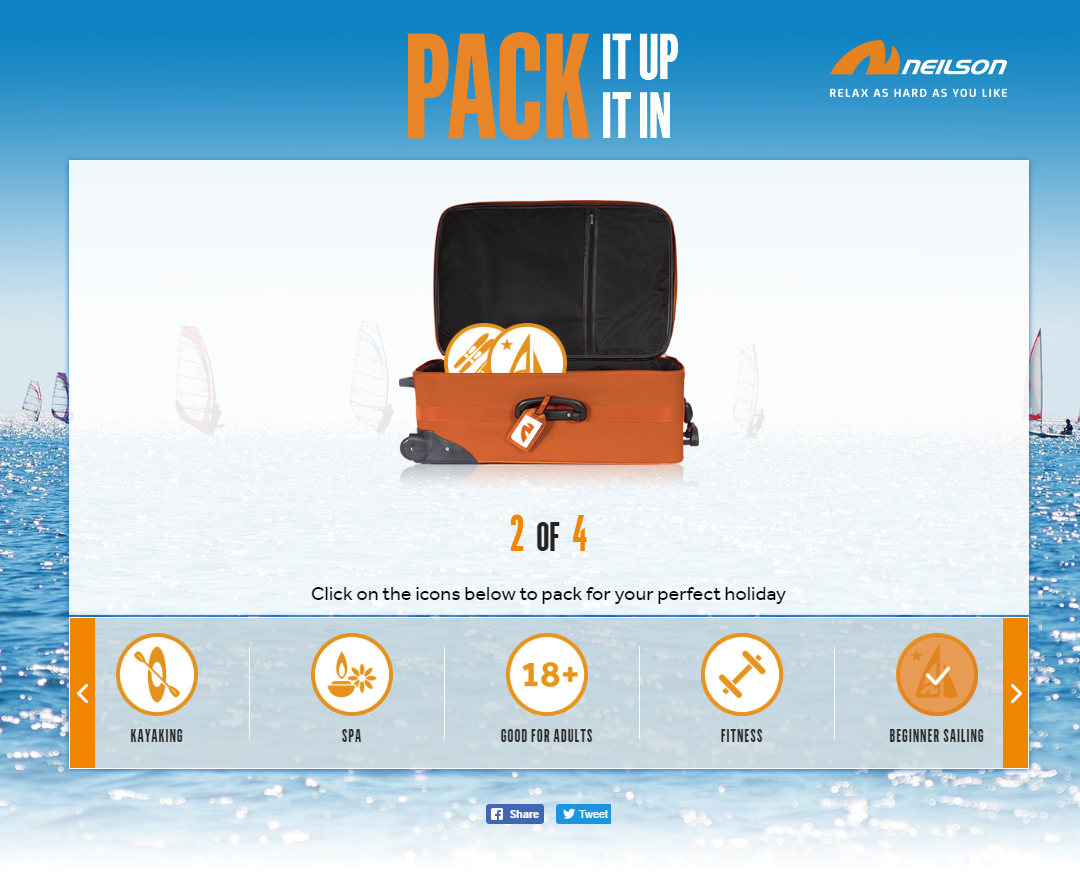 PACK IT UP
IT IN
NEILSON
RELAX AS HARD AS YOU LIKE
2 OF 4
Click on the icons below to pack for your perfect holiday
18+
KAYAKING
SPA
GOOD FOR ADULTS
FITNESS
BEGINNER SAILING
Share
Tweet